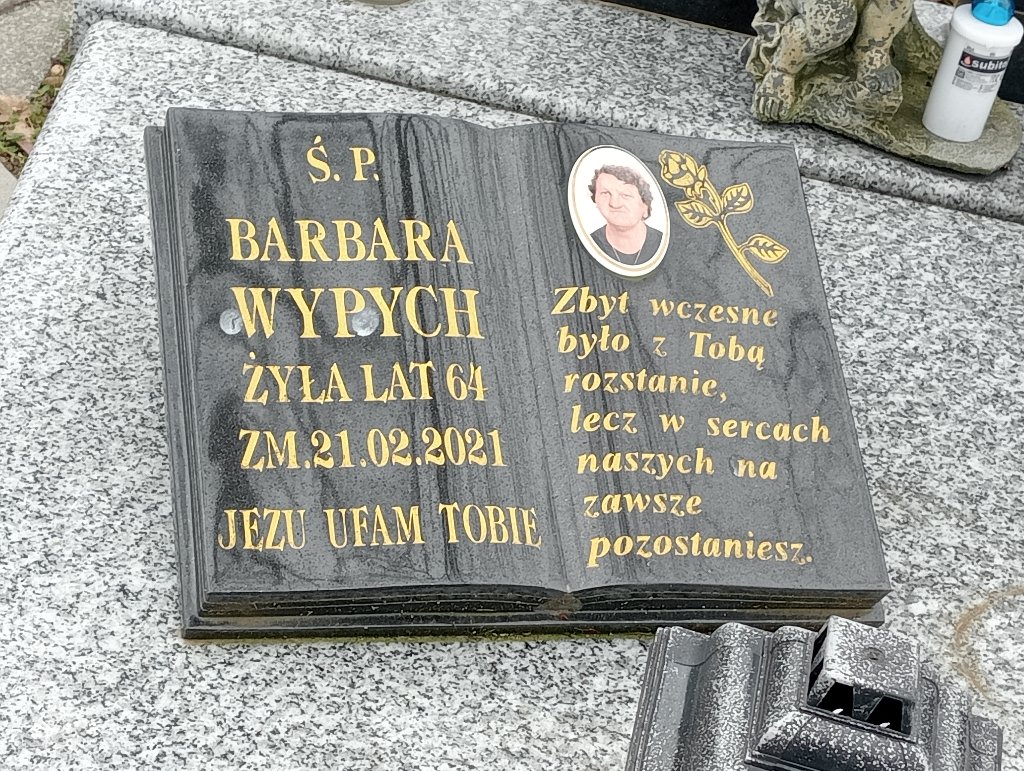 Ś. P.
BARBARA
WYPYCH
ŻYŁA LAT 64
ZM. 21.02.2021
JEZU UFAM TOBIE
Zbyt wczesne
było z Tobą
rozstanie,
lecz w sercach
naszych na
zawsze
pozostaniesz.